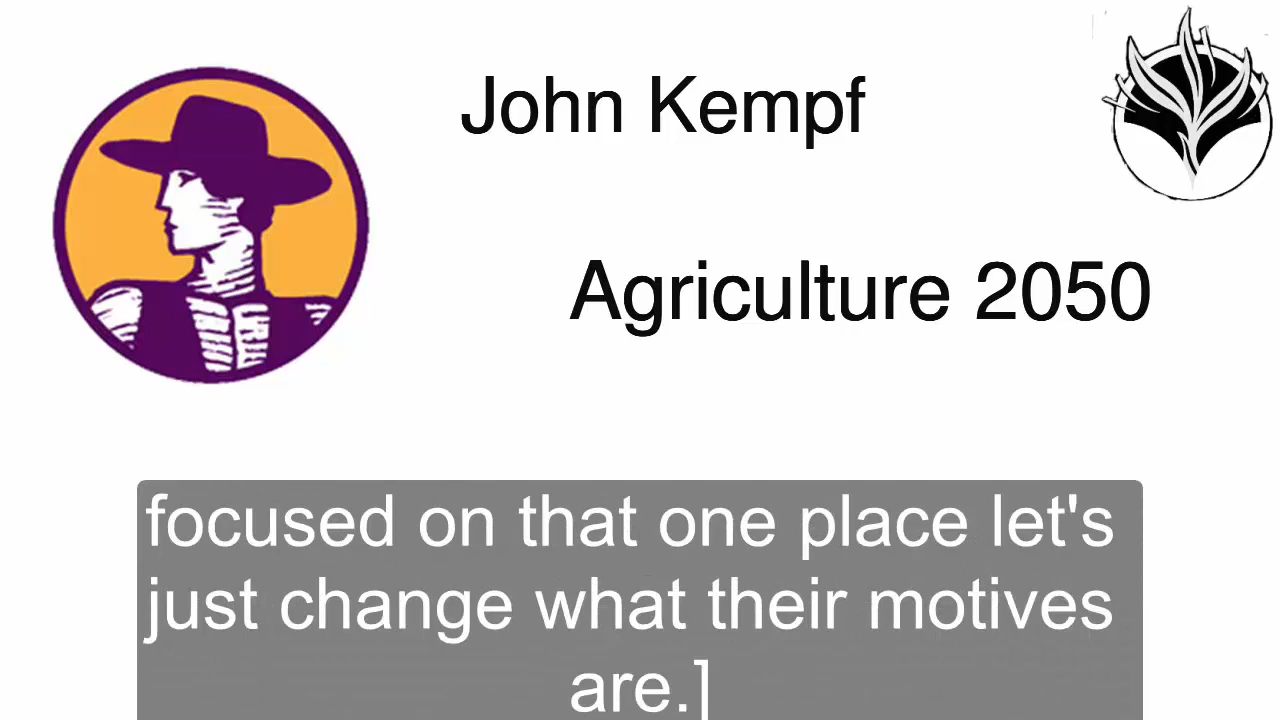 John Kempf
Agriculture 2050
focused on that one place let's
just change what their motives
are.]